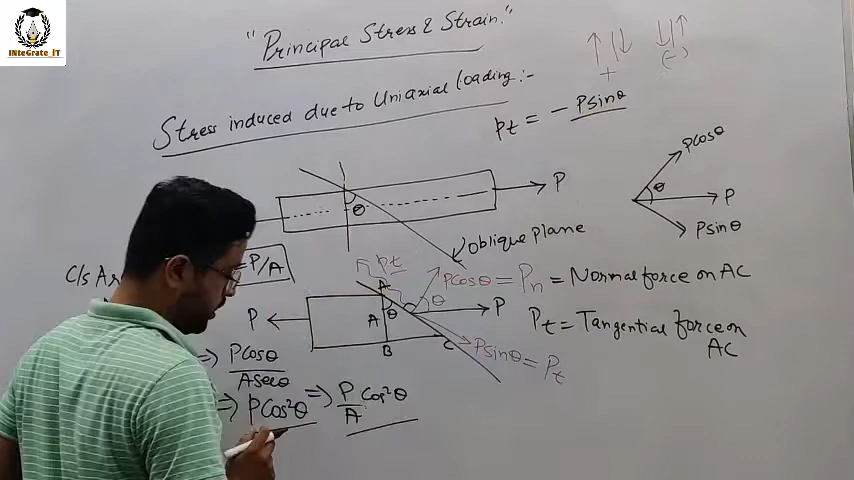 INteGrate_iT
"Principal Stress & Strain."
Stress induced due to Uniaxial loading :-
+
(-)
Pt = - Psinθ
Pcosθ
θ
P
Psinθ
P
θ
Oblique plane
C/s Ar
= P/A
Pt
Pcosθ = Pn = Normal force on AC
A
θ
P
P
A
θ
B
C
Psinθ = Pt
Pt = Tangential force on
AC
=> Pcosθ
Asecθ
=> Pcos²θ => P/A cos²θ